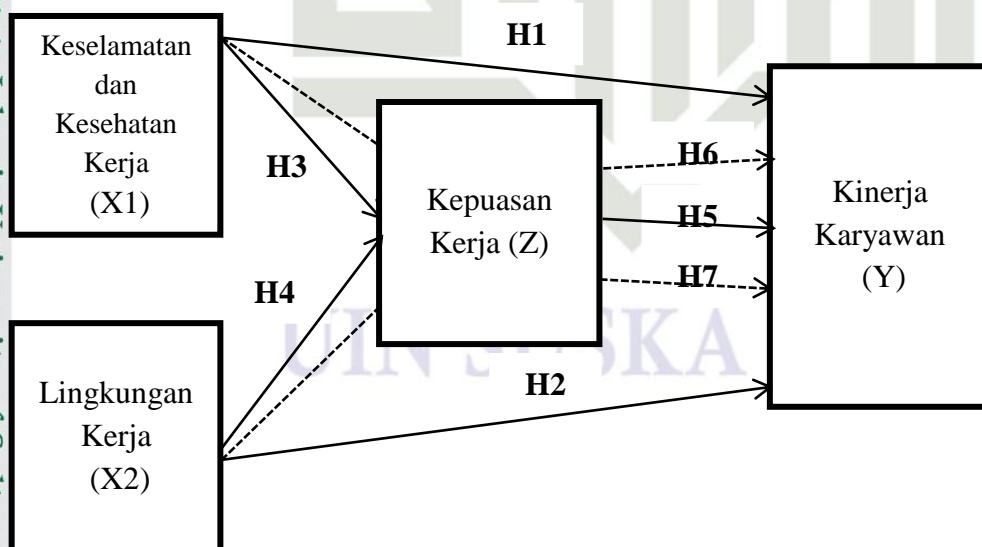 Keselamatan
dan
Kesehatan
Kerja
(X1)
H1
H3
Kepuasan
Kerja (Z)
H6
H5
H7
Kinerja
Karyawan
(Y)
H4
H2
Lingkungan
Kerja
(X2)
UIN SUSKA